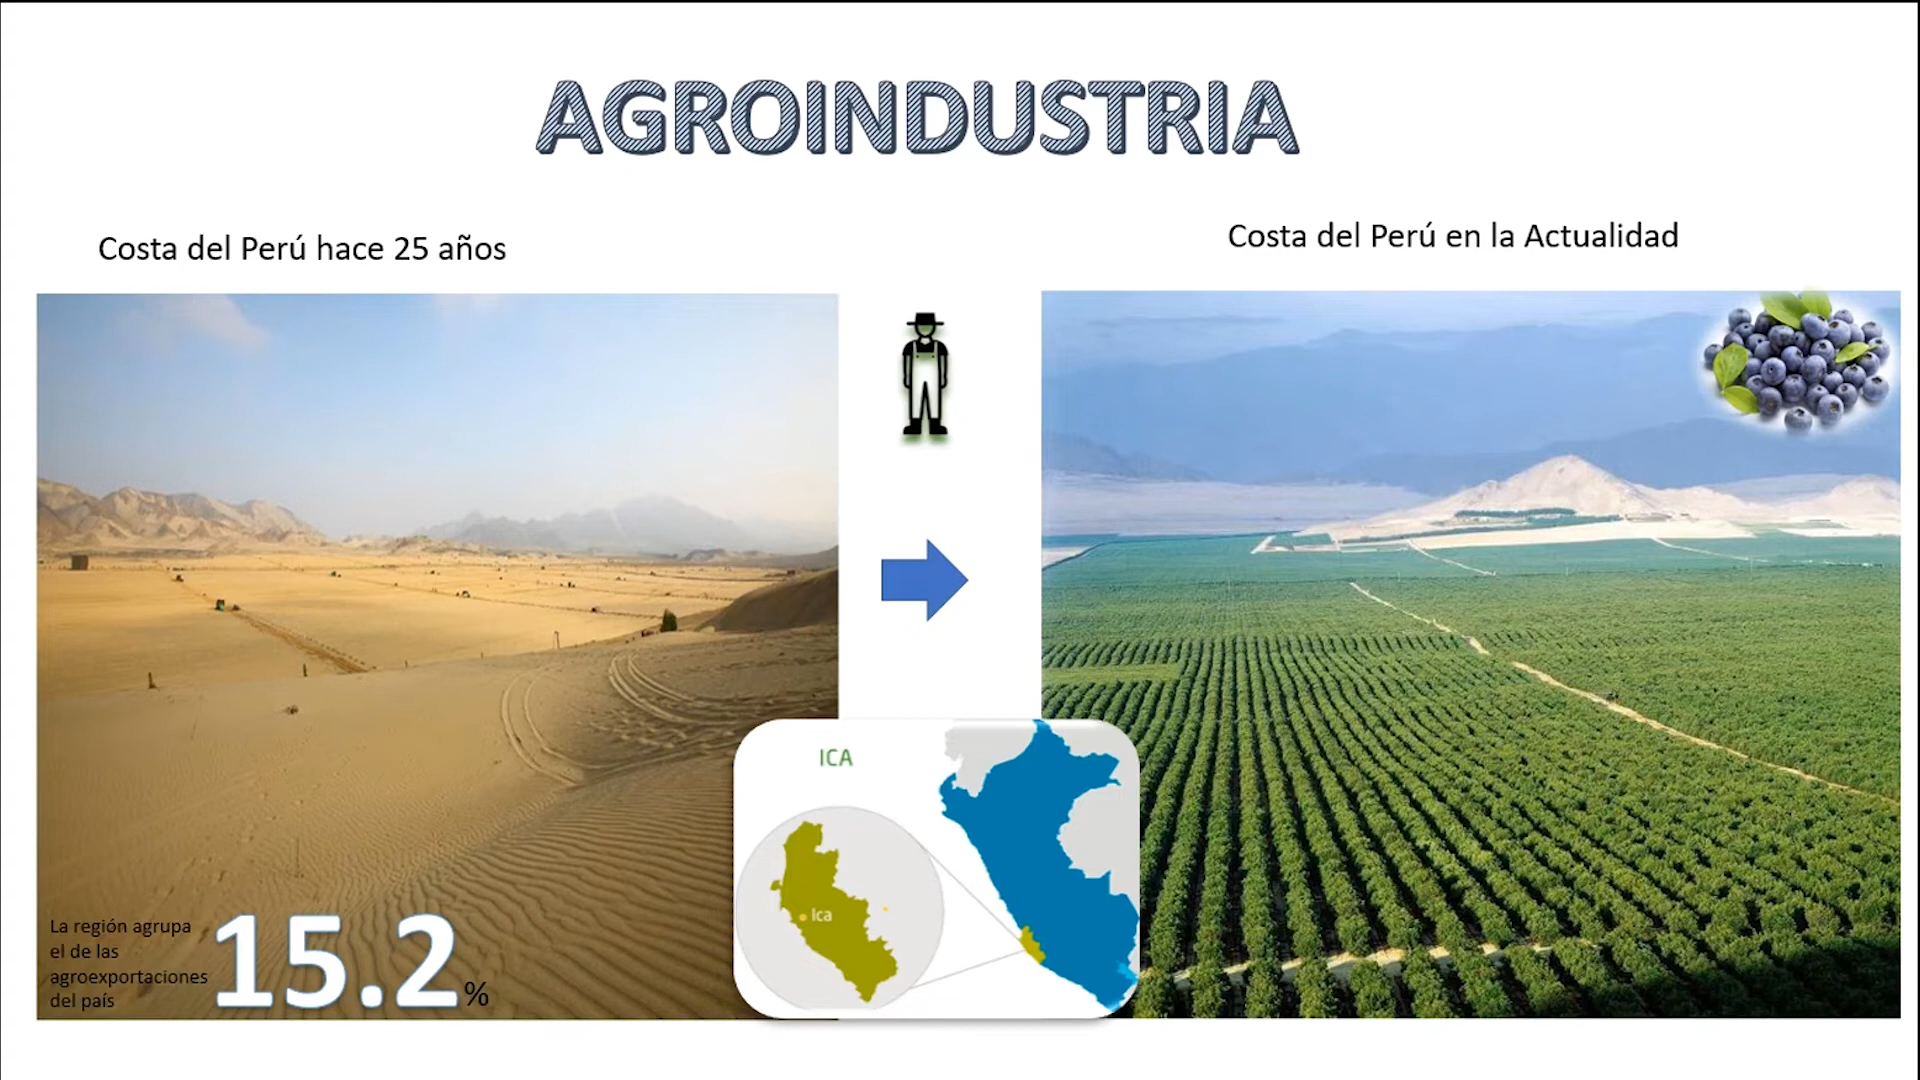 AGROINDUSTRIA
Costa del Perú hace 25 años
Costa del Perú en la Actualidad
ICA
Ica
La región agrupa
el de las
agroexportaciones
del país
15.2%